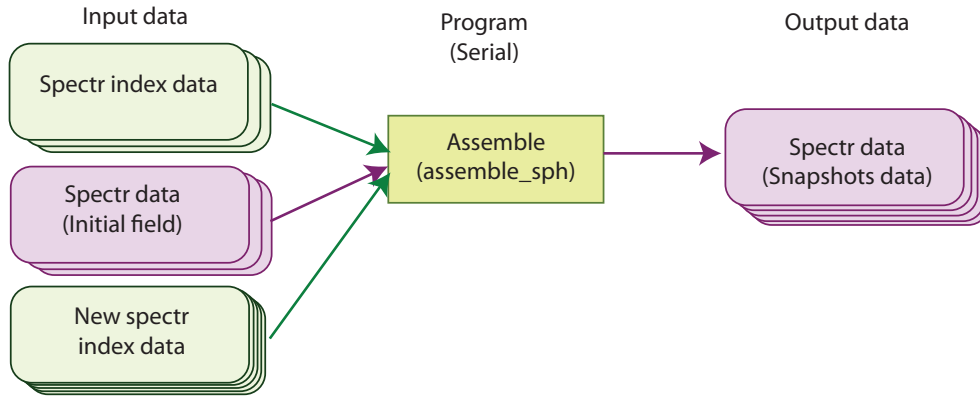 Input data
Program
(Serial)
Output data
Spectr index data
Spectr data
(Initial field)
New spectr
index data
Assemble
(assemble_sph)
Spectr data
(Snapshots data)